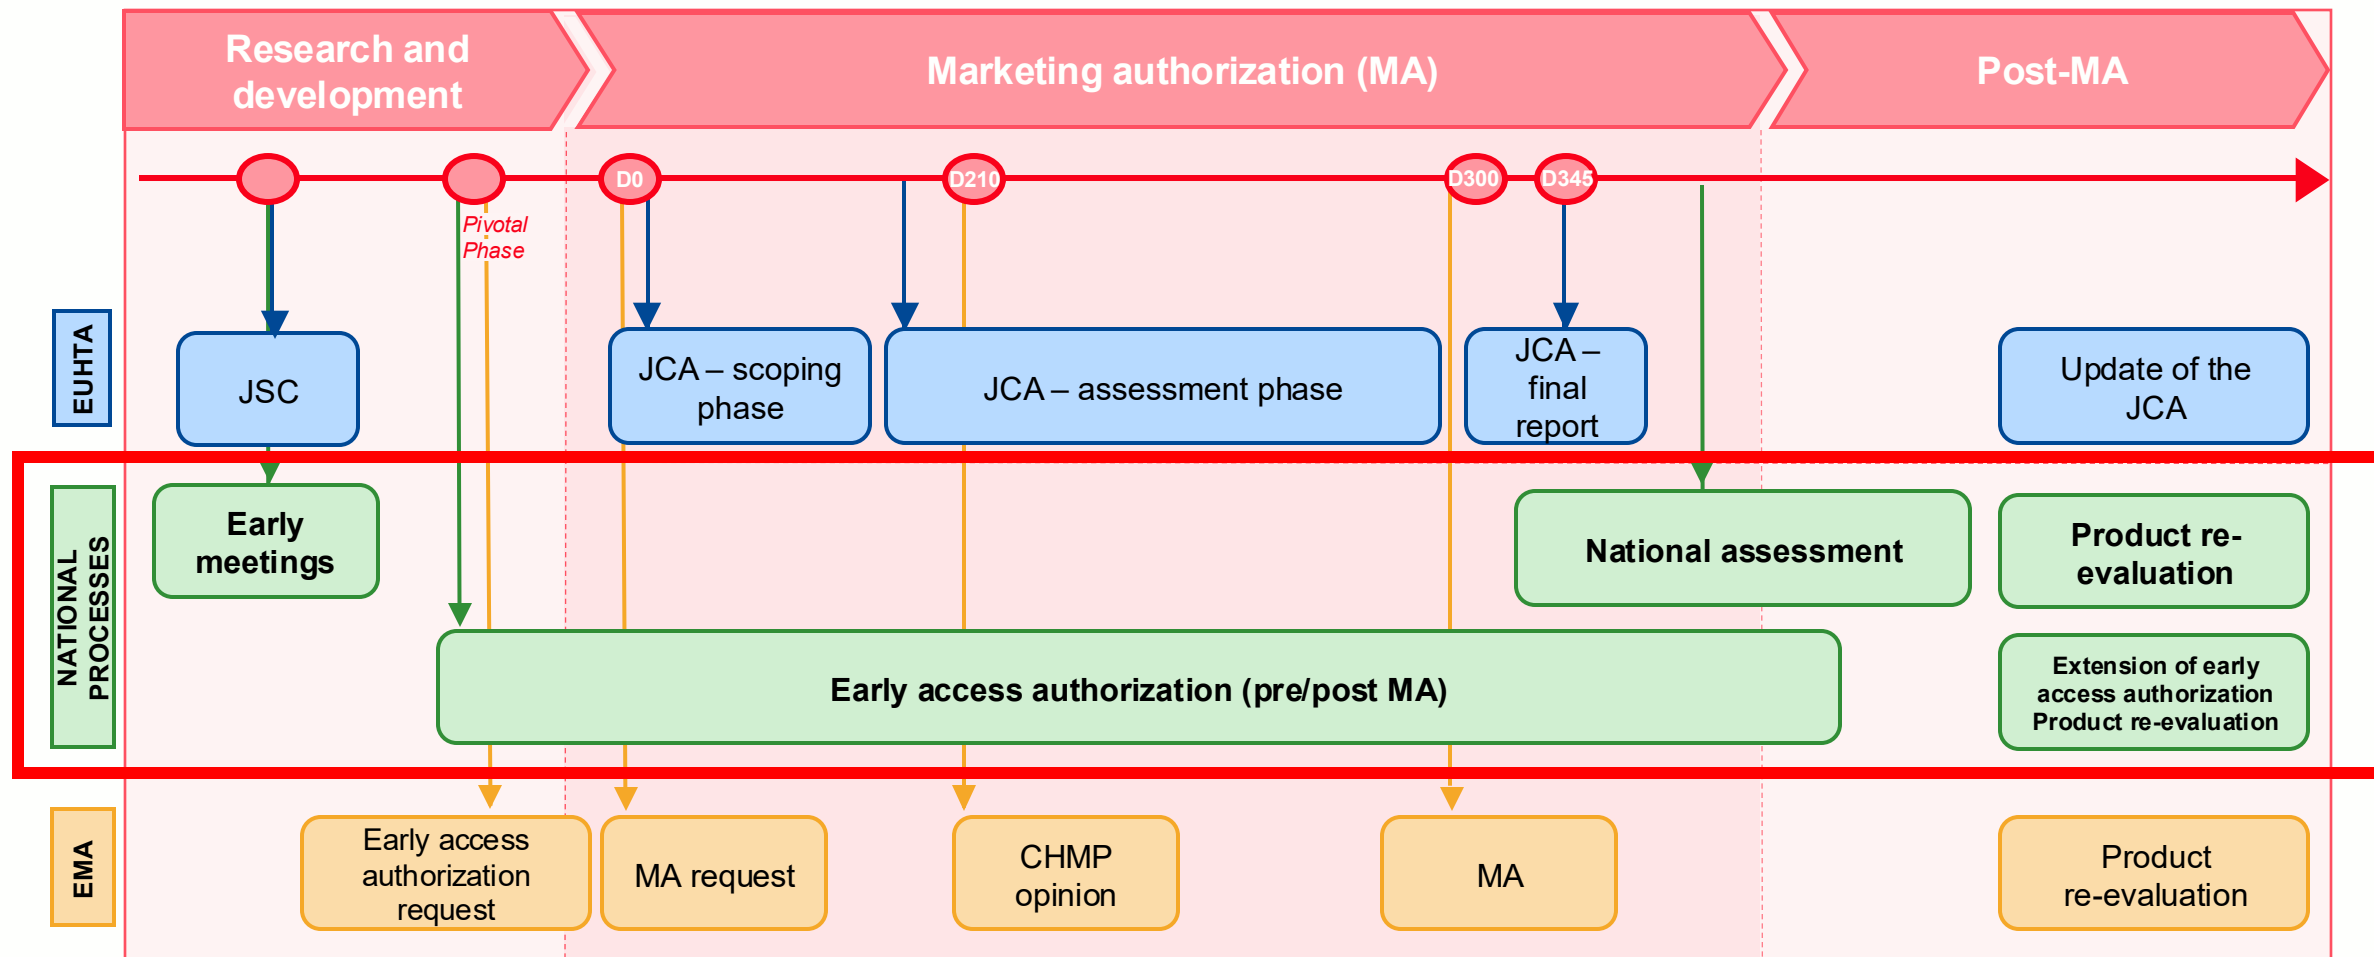 Research and
development
Marketing authorization (MA)
Post-MA
D0
D210
D300
D345
Pivotal
Phase
EUHTA
JSC
JCA – scoping
phase
JCA – assessment phase
JCA –
final
report
Update of the
JCA
NATIONAL
PROCESSES
Early
meetings
National assessment
Product re-
evaluation
Early access authorization (pre/post MA)
Extension of early
access authorization
Product re-evaluation
EMA
Early access
authorization
request
MA request
CHMP
opinion
MA
Product
re-evaluation